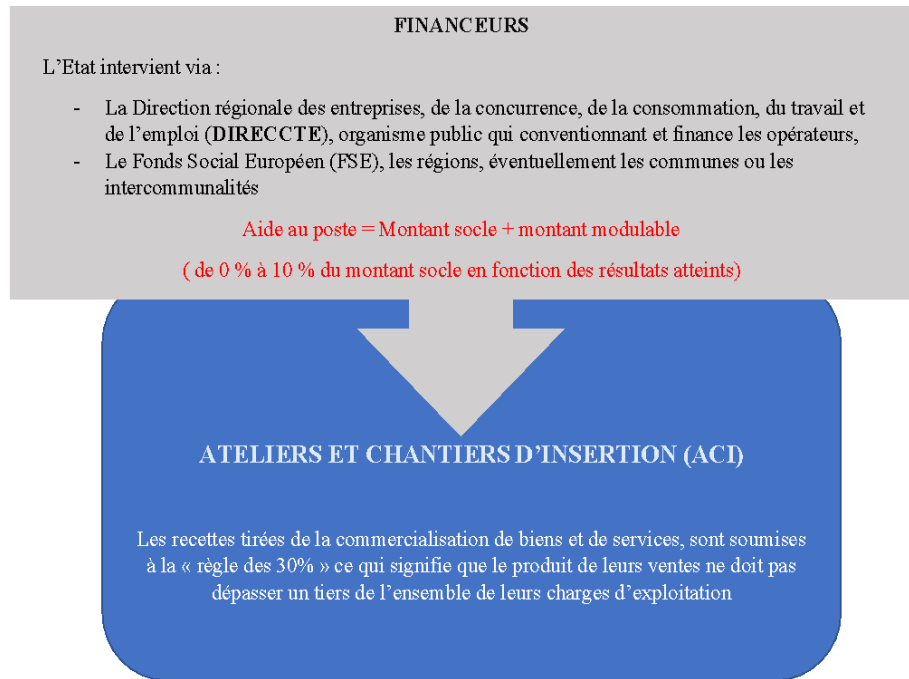 FINANCEURS
L'Etat intervient via :
- La Direction régionale des entreprises, de la concurrence, de la consommation, du travail et
de l'emploi (DIRECCTE), organisme public qui conventionnant et finance les opérateurs,
- Le Fonds Social Européen (FSE), les régions, éventuellement les communes ou les
intercommunalités
Aide au poste = Montant socle + montant modulable
( de 0 % à 10 % du montant socle en fonction des résultats atteints)
ATELIERS ET CHANTIERS D'INSERTION (ACI)
Les recettes tirées de la commercialisation de biens et de services, sont soumises
à la « règle des 30% » ce qui signifie que le produit de leurs ventes ne doit pas
dépasser un tiers de l'ensemble de leurs charges d'exploitation